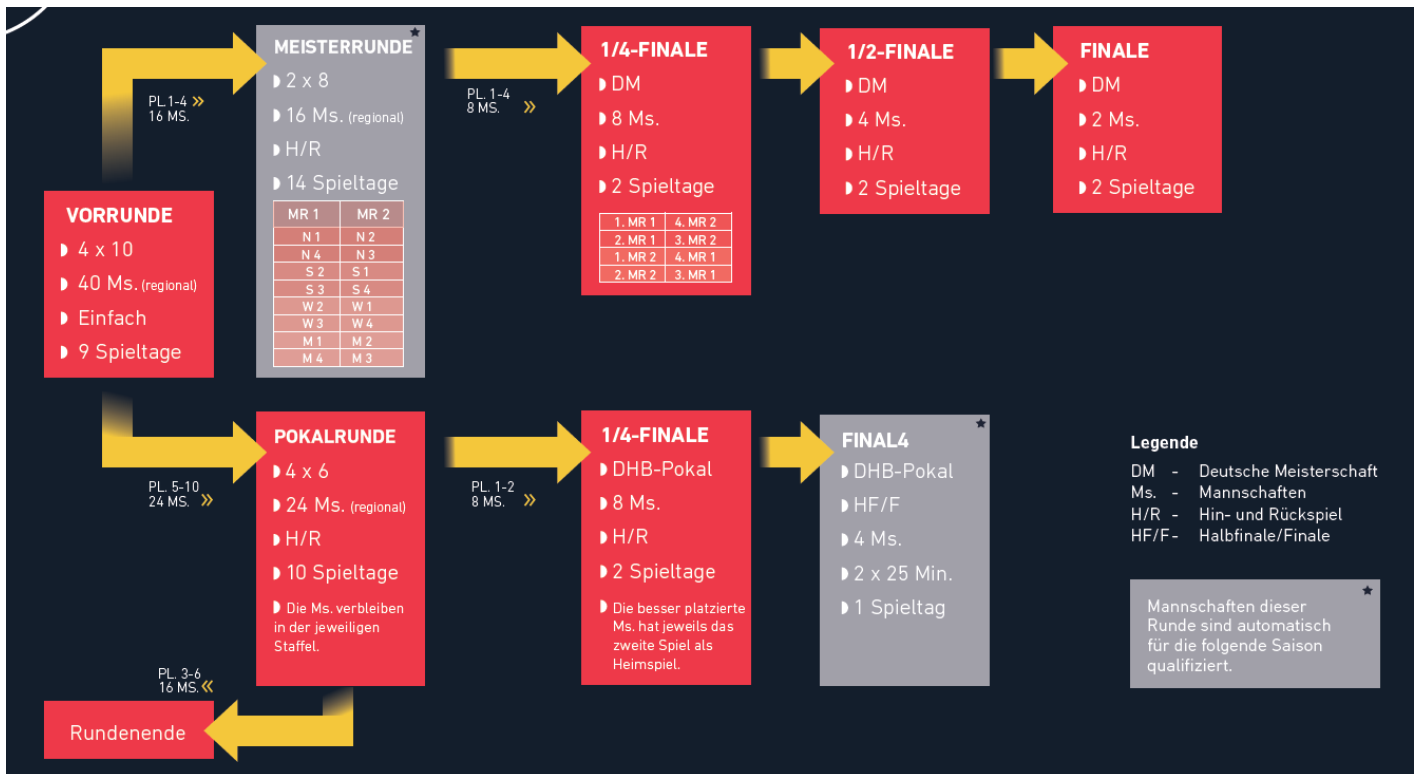 MEISTERRUNDE
2 x 8
16 Ms. (regional)
H/R
14 Spieltage
MR 1 MR 2
N 1 N 2
N 4 N 3
S 2 S 1
S 3 S 4
W 2 W 1
W 3 W 4
M 1 M 2
M 4 M 3
PL.1-4 »
16 MS.
PL. 1-4
8 MS. »
1/4-FINALE
DM
8 Ms.
H/R
2 Spieltage
1. MR 1 4. MR 2
2. MR 1 3. MR 2
1. MR 2 4. MR 1
2. MR 2 3. MR 1
1/2-FINALE
DM
4 Ms.
H/R
2 Spieltage
FINALE
DM
2 Ms.
H/R
2 Spieltage
VORRUNDE
4 x 10
40 Ms. (regional)
Einfach
9 Spieltage
PL. 5-10
24 MS. »
POKALRUNDE
4 x 6
24 Ms. (regional)
H/R
10 Spieltage
Die Ms. verbleiben
in der jeweiligen
Staffel.
PL. 1-2
8 MS. »
1/4-FINALE
DHB-Pokal
8 Ms.
H/R
2 Spieltage
Die besser platzierte
Ms. hat jeweils das
zweite Spiel als
Heimspiel.
FINAL4
DHB-Pokal
HF/F
4 Ms.
2 x 25 Min.
1 Spieltag
Legende
DM - Deutsche Meisterschaft
Ms. - Mannschaften
H/R - Hin- und Rückspiel
HF/F- Halbfinale/Finale
Mannschaften dieser
Runde sind automatisch
für die folgende Saison
qualifiziert.
PL. 3-6
16 MS. «
Rundenende